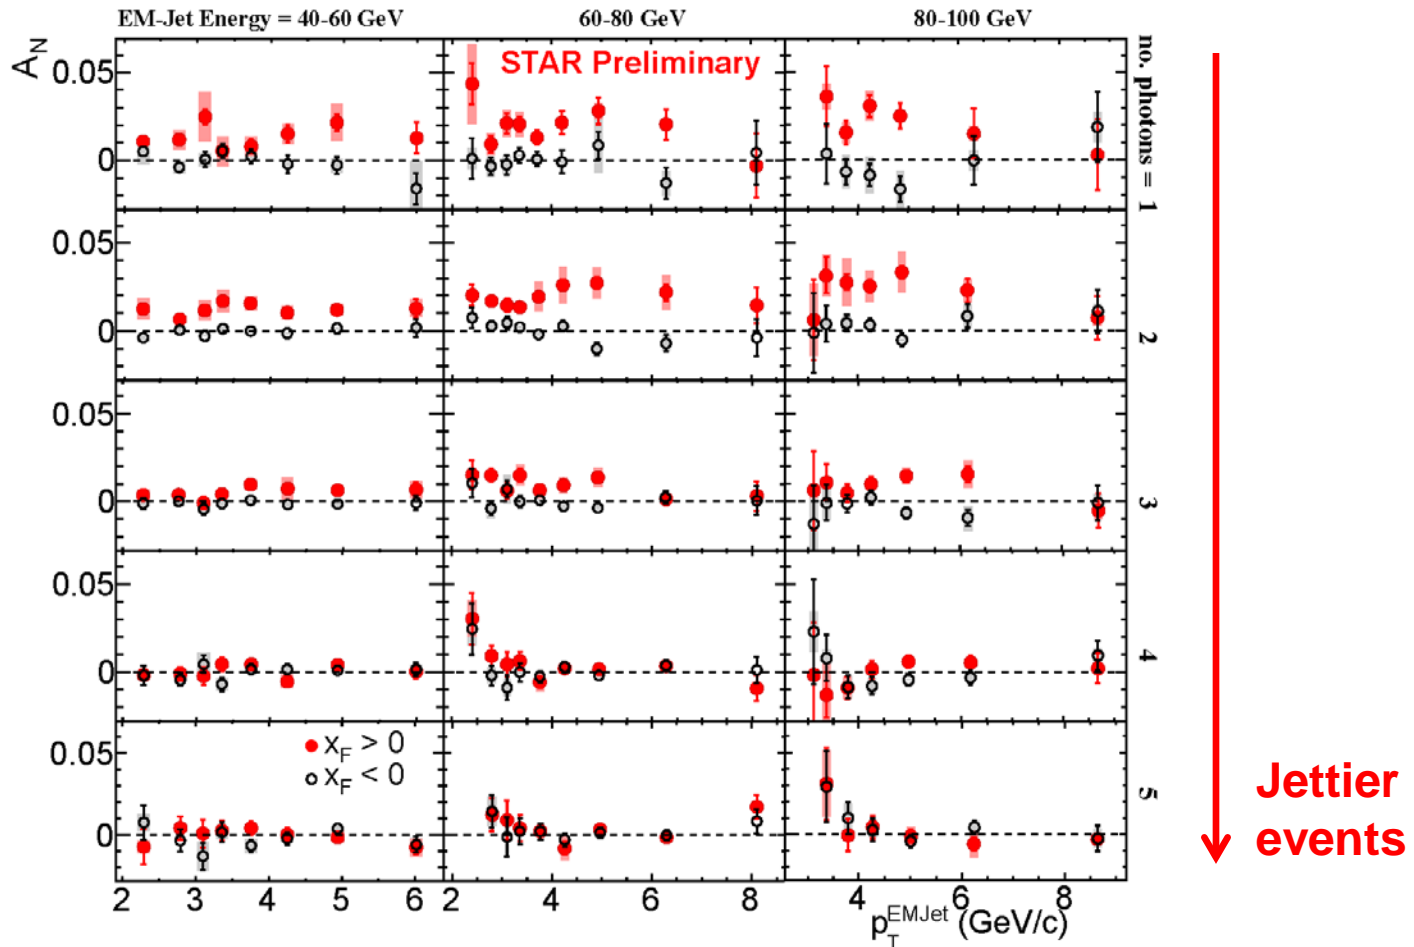 EM-Jet Energy = 40-60 GeV 60-80 GeV 80-100 GeV
A_N
STAR Preliminary
no. photons = 1
0.05
0
2
0.05
0
3
0.05
0
4
0.05
0
5
0.05
0
x_F > 0
x_F < 0
Jettier
events
2 3 4 5 6 2 4 6 8 4 6 8
p_T^EMJet (GeV/c)